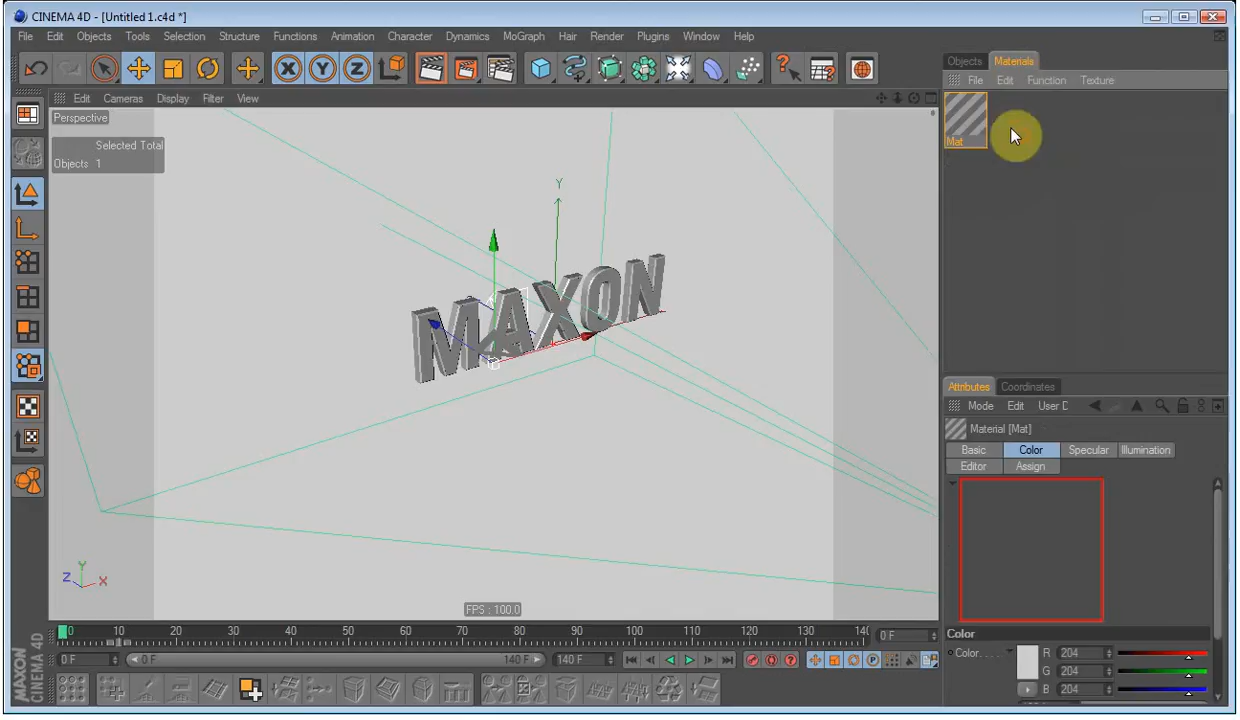 CINEMA 4D - [Untitled 1.c4d *]
File Edit Objects Tools Selection Structure Functions Animation Character Dynamics MoGraph Hair Render Plugins Window Help
X Y Z
Objects Materials
Edit Cameras Display Filter View
File Edit Function Texture
Perspective
Selected Total
Objects 1
Mat
Y
MAXON
Attributes Coordinates
Mode Edit User D
Material [Mat]
Basic Color Specular Illumination
Editor Assign
Y
Z X
FPS : 100.0
Color
0 10 20 30 40 50 60 70 80 90 100 110 120 130 14
0 F
Color. . . . R 204
G 204
B 204
0 F 0 F 140 F 140 F
MAXON
CINEMA 4D